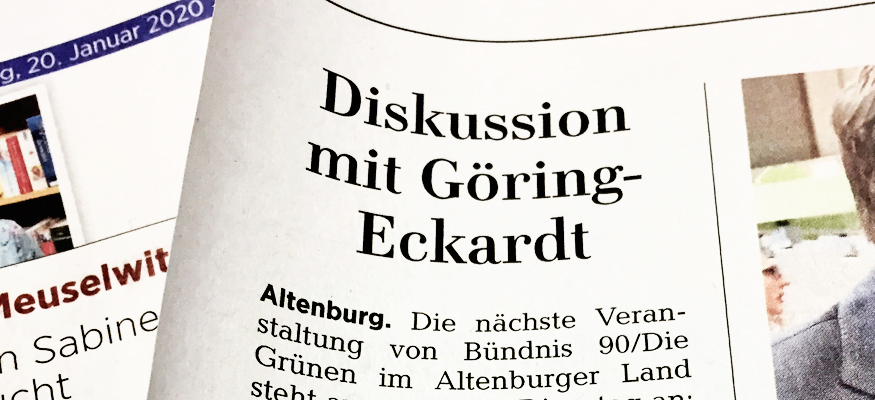 20. Januar 2020
Meuselwit
Sabine
Diskussion
mit Göring-
Eckardt
Altenburg. Die nächste Veran-
staltung von Bündnis 90/Die
Grünen im Altenburger Land
steht